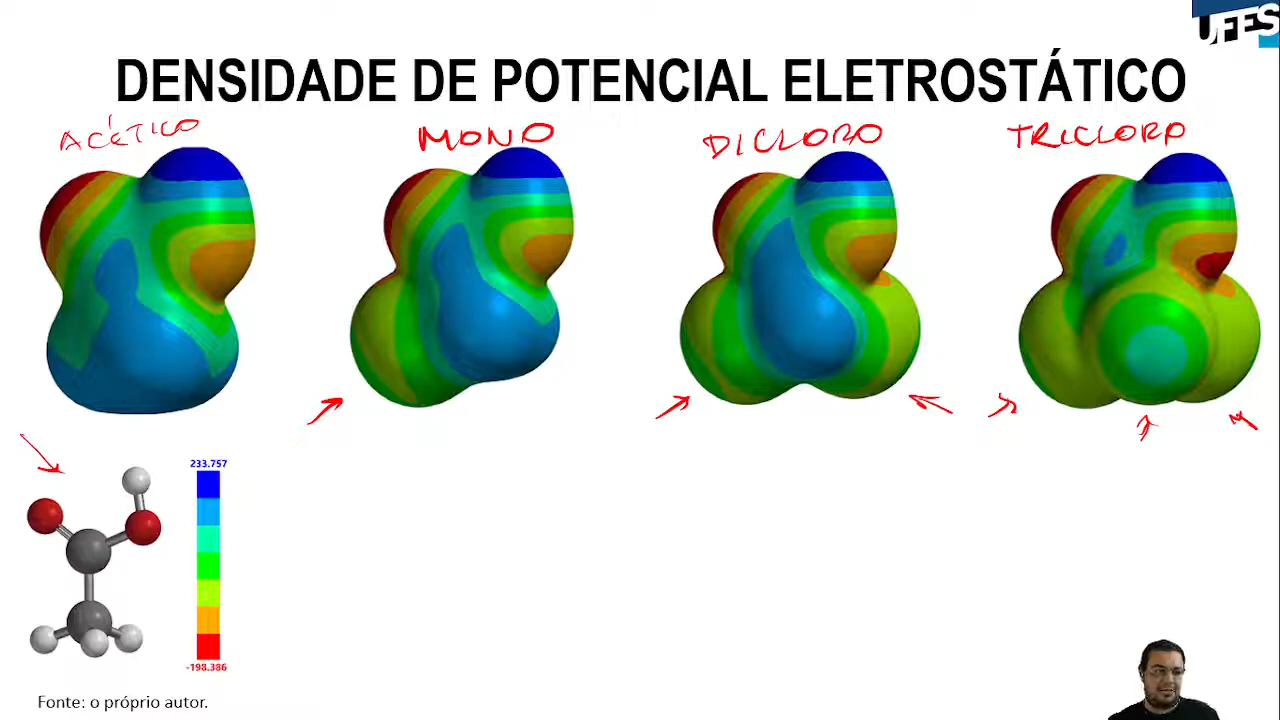 UFES
DENSIDADE DE POTENCIAL ELETROSTÁTICO
ACÉTICO
MONO
DICLORO
TRICLORO
233.757
-198.386
Fonte: o próprio autor.